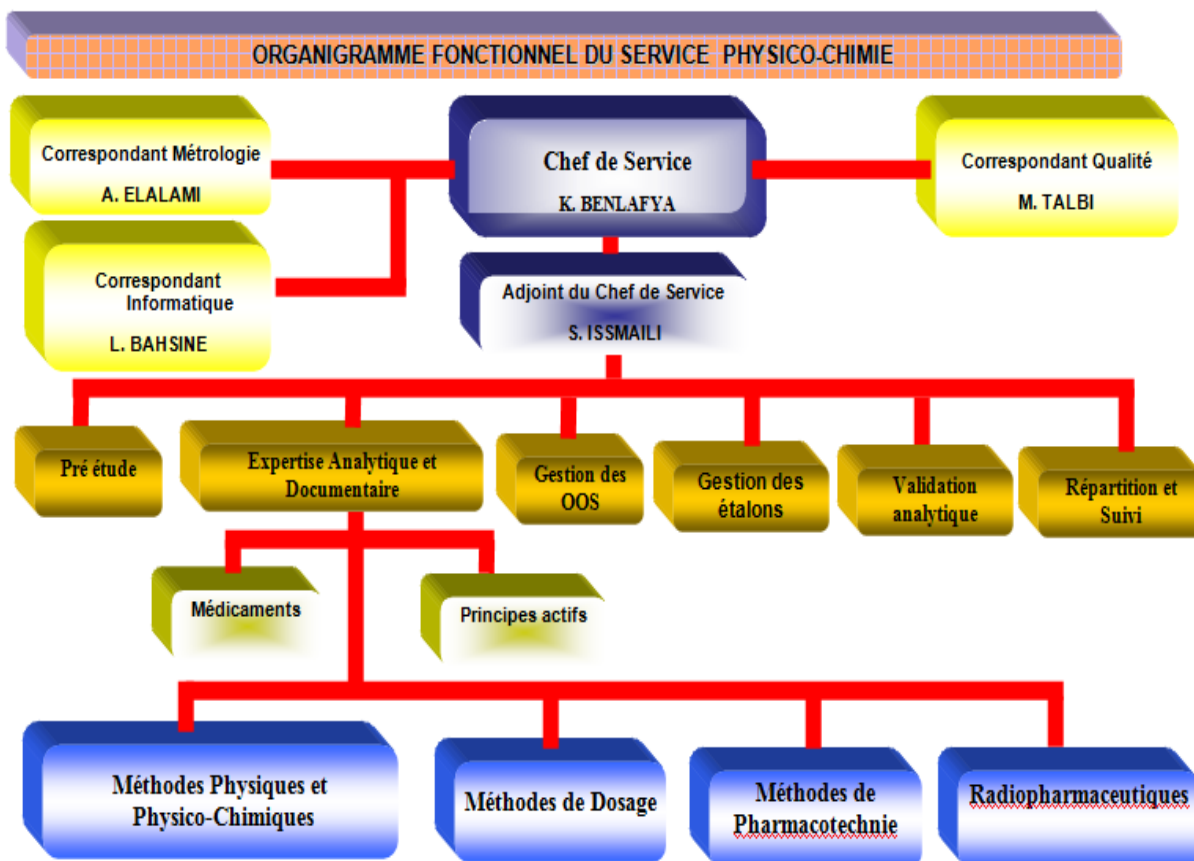 ORGANIGRAMME FONCTIONNEL DU SERVICE PHYSICO-CHIMIE
Correspondant Métrologie
A. ELALAMI
Chef de Service
K. BENLAFYA
Correspondant Qualité
M. TALBI
Correspondant
Informatique
L. BAHSINE
Adjoint du Chef de Service
S. ISSMAILI
Pré étude
Expertise Analytique et
Documentaire
Gestion des
OOS
Gestion des
étalons
Validation
analytique
Répartition et
Suivi
Médicaments
Principes actifs
Méthodes Physiques et
Physico-Chimiques
Méthodes de Dosage
Méthodes de
Pharmacotechnie
Radiopharmaceutiques